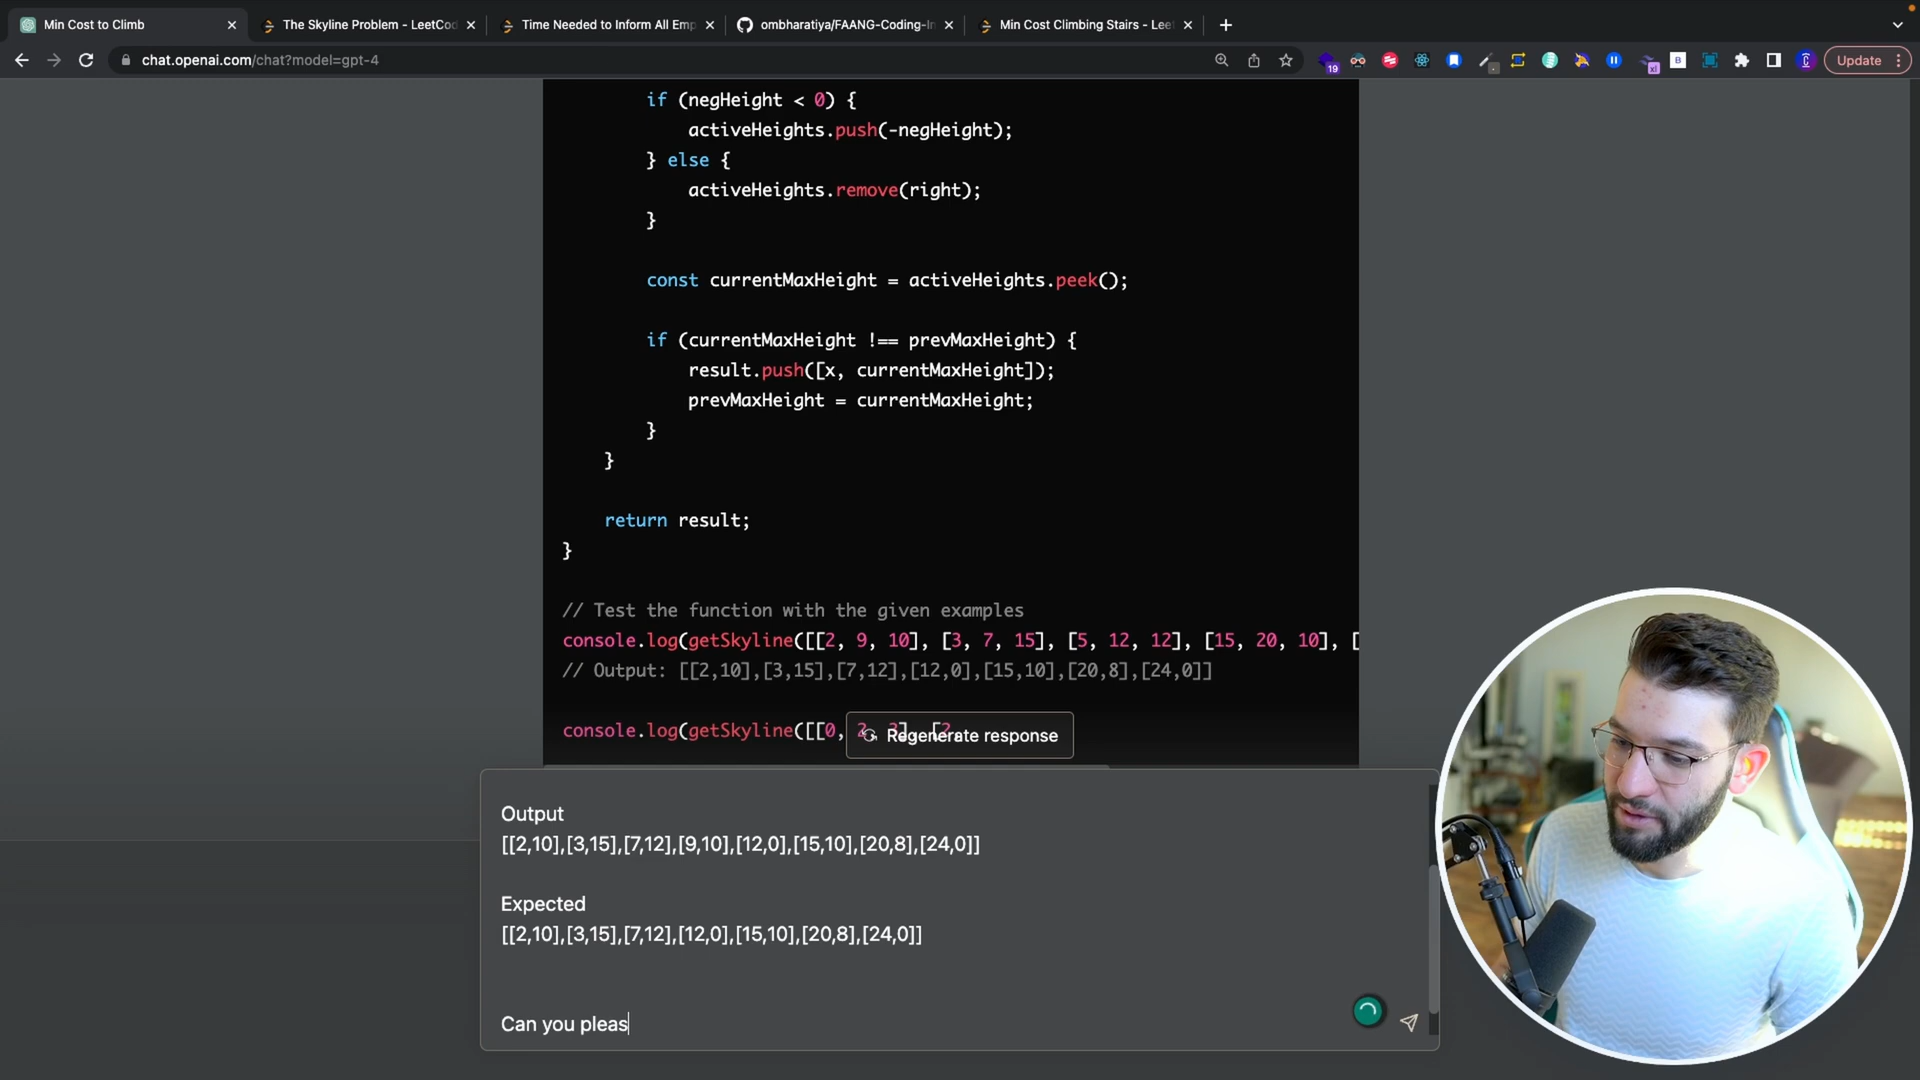 Min Cost to Climb
The Skyline Problem - LeetCod
Time Needed to Inform All Emp
ombharatiya/FAANG-Coding-In
Min Cost Climbing Stairs - Leet
chat.openai.com/chat?model=gpt-4
19
xl
B
Update
if (negHeight < 0) {
activeHeights.push(-negHeight);
} else {
activeHeights.remove(right);
}
const currentMaxHeight = activeHeights.peek();
if (currentMaxHeight !== prevMaxHeight) {
result.push([x, currentMaxHeight]);
prevMaxHeight = currentMaxHeight;
}
}
return result;
}
// Test the function with the given examples
console.log(getSkyline([[2, 9, 10], [3, 7, 15], [5, 12, 12], [15, 20, 10], [
// Output: [[2,10],[3,15],[7,12],[12,0],[15,10],[20,8],[24,0]]
console.log(getSkyline([[0, 2, 3], [2,
Regenerate response
Output
[[2,10],[3,15],[7,12],[9,10],[12,0],[15,10],[20,8],[24,0]]
Expected
[[2,10],[3,15],[7,12],[12,0],[15,10],[20,8],[24,0]]
Can you pleas